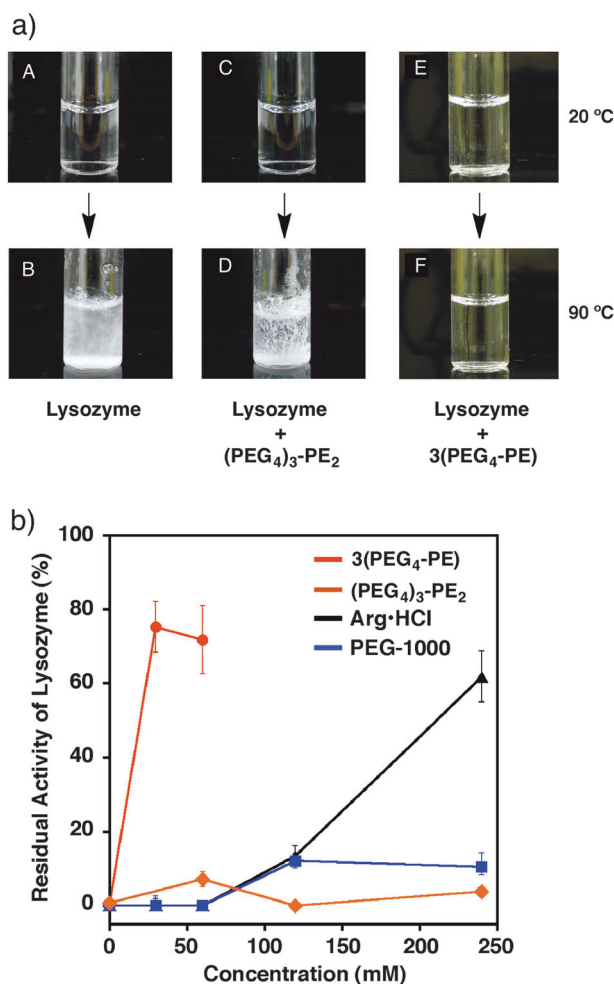 a)
A
C
E
20 ºC
B
D
F
90 ºC
Lysozyme
Lysozyme
+
(PEG₄)₃-PE₂
Lysozyme
+
3(PEG₄-PE)
b)
100
80
60
40
20
0
Residual Activity of Lysozyme (%)
3(PEG₄-PE)
(PEG₄)₃-PE₂
Arg•HCl
PEG-1000
0
50
100
150
200
250
Concentration (mM)